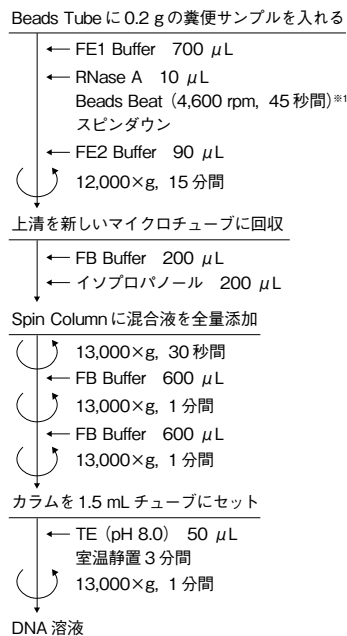 Beads Tube に 0.2 g の糞便サンプルを入れる
FE1 Buffer 700 μL
RNase A 10 μL
Beads Beat (4,600 rpm, 45 秒間)※1
スピンダウン
FE2 Buffer 90 μL
12,000×g, 15 分間
上清を新しいマイクロチューブに回収
FB Buffer 200 μL
イソプロパノール 200 μL
Spin Column に混合液を全量添加
13,000×g, 30 秒間
FB Buffer 600 μL
13,000×g, 1 分間
FB Buffer 600 μL
13,000×g, 1 分間
カラムを 1.5 mL チューブにセット
TE (pH 8.0) 50 μL
室温静置 3 分間
13,000×g, 1 分間
DNA 溶液